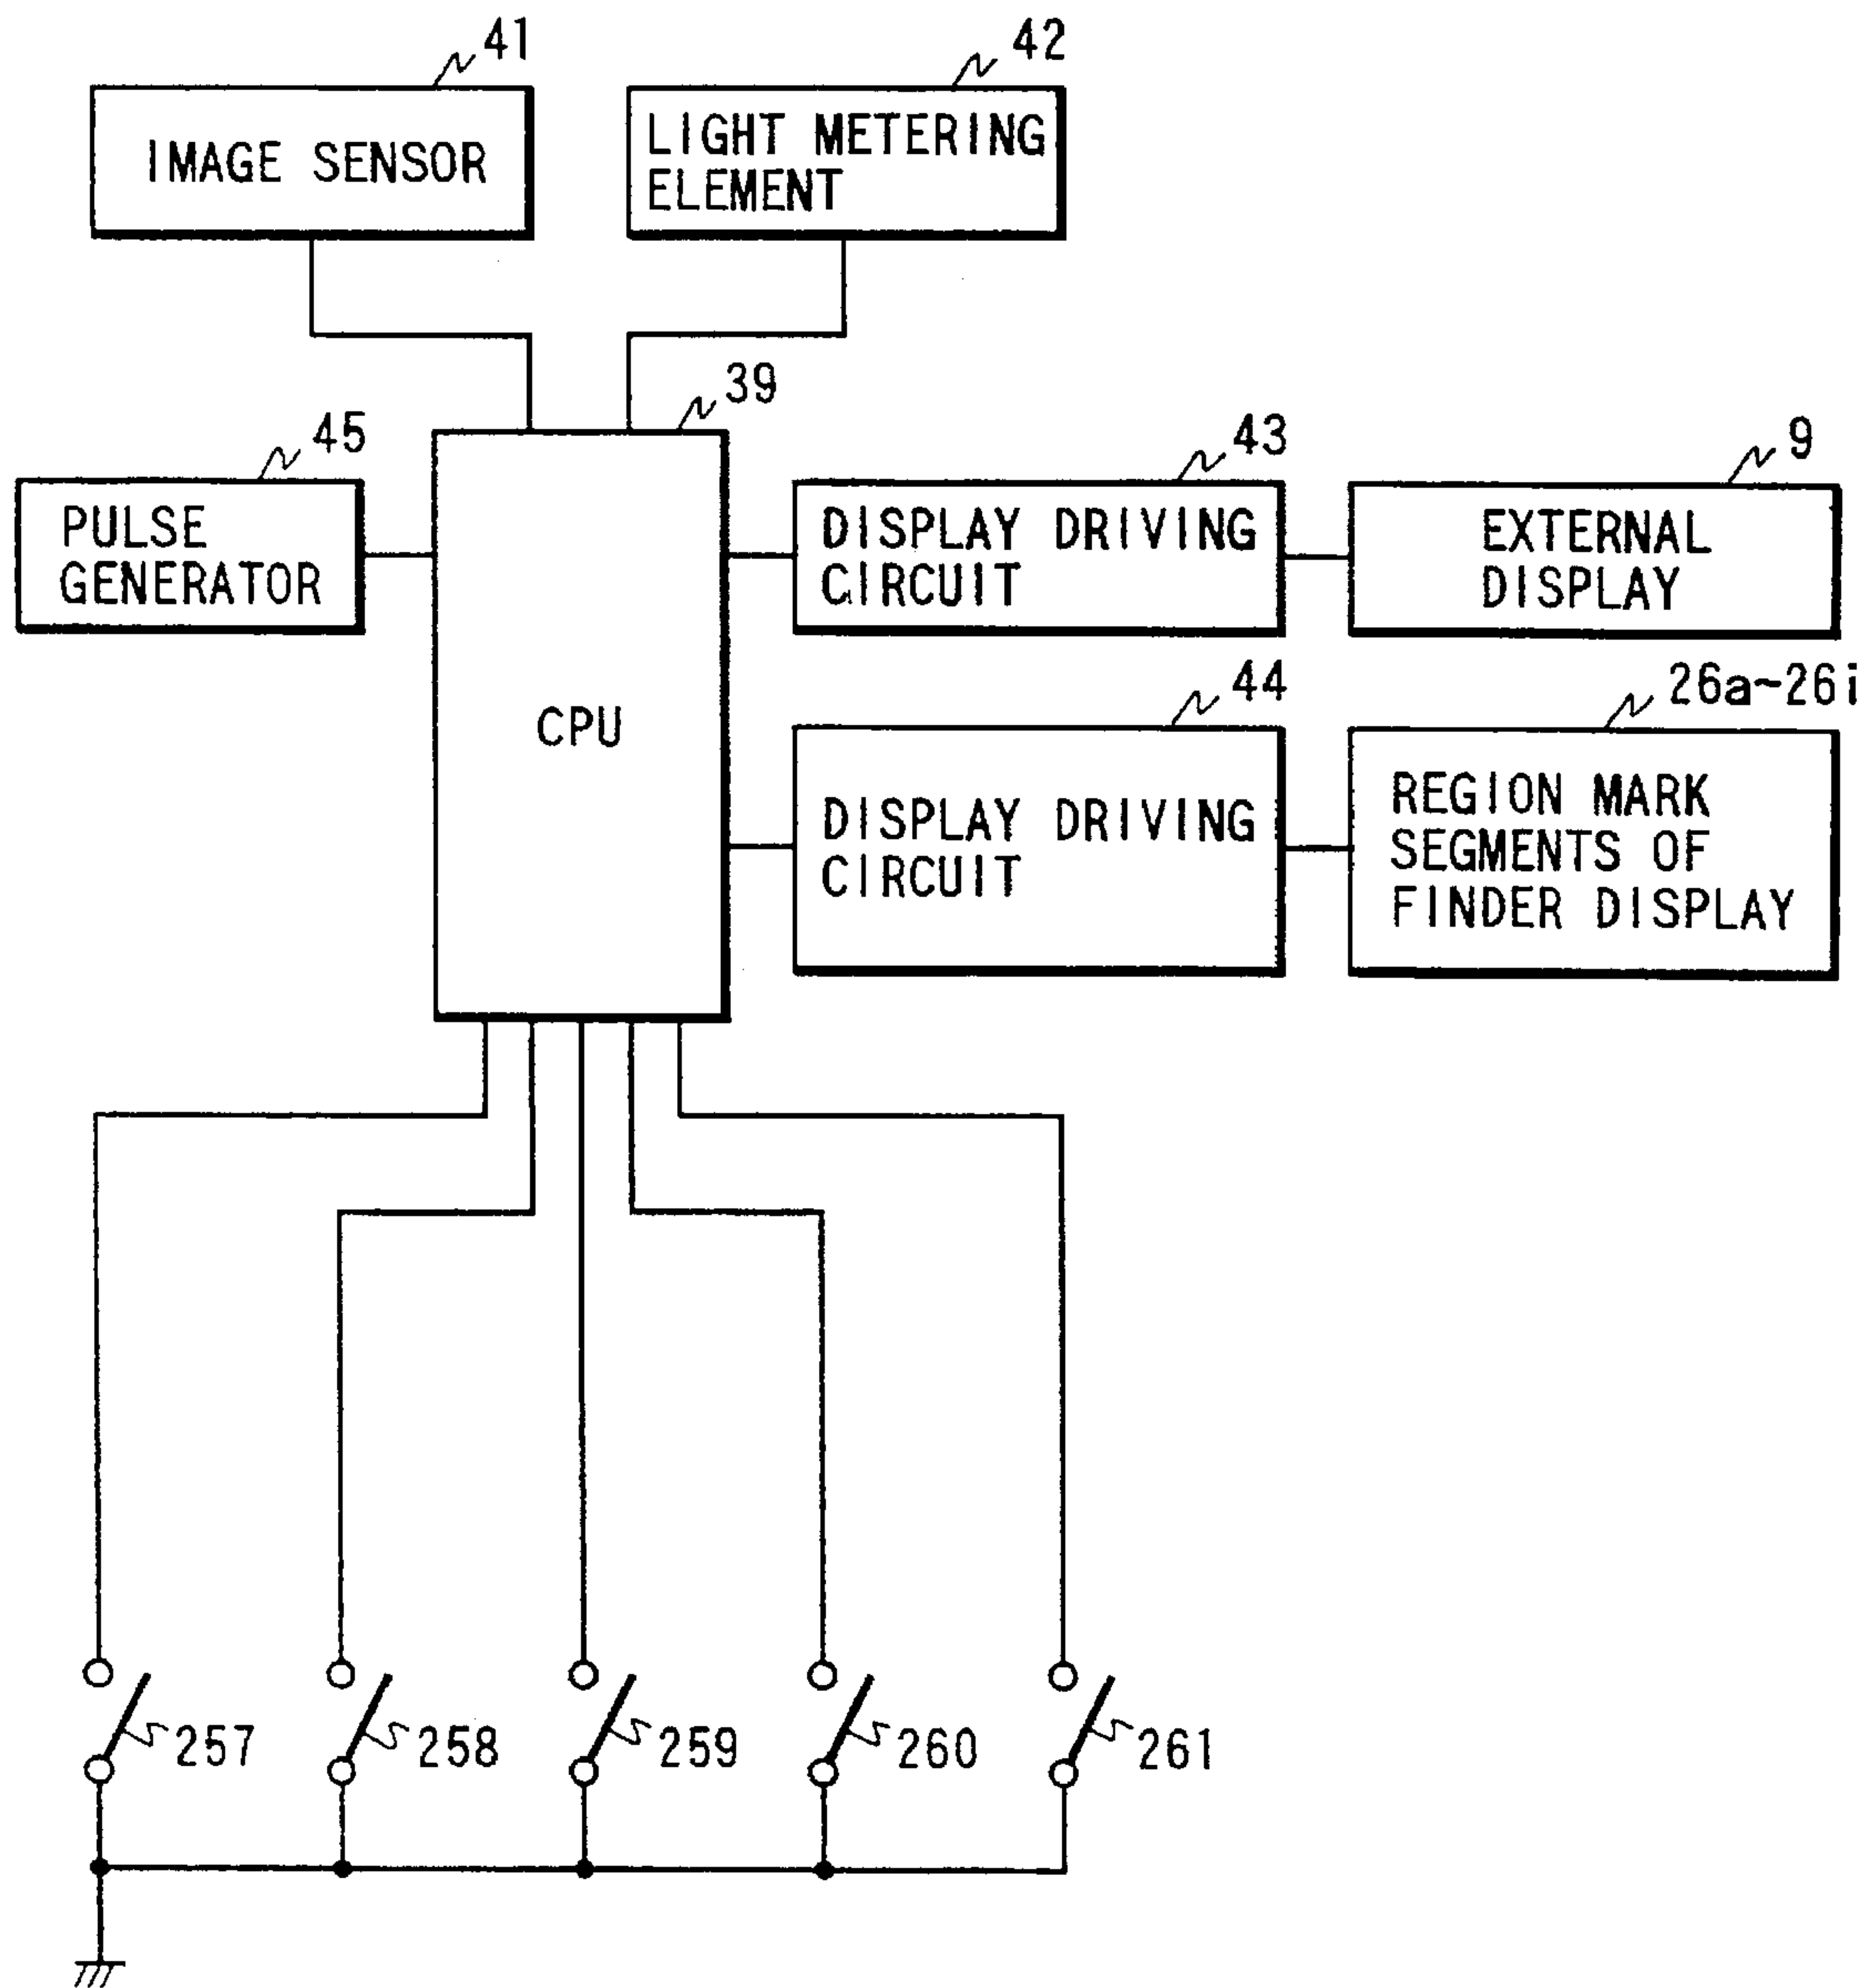 41
42
IMAGE SENSOR
LIGHT METERING
ELEMENT
39
45
43
9
PULSE
GENERATOR
DISPLAY DRIVING
CIRCUIT
EXTERNAL
DISPLAY
CPU
44
26a~26i
DISPLAY DRIVING
CIRCUIT
REGION MARK
SEGMENTS OF
FINDER DISPLAY
257
258
259
260
261